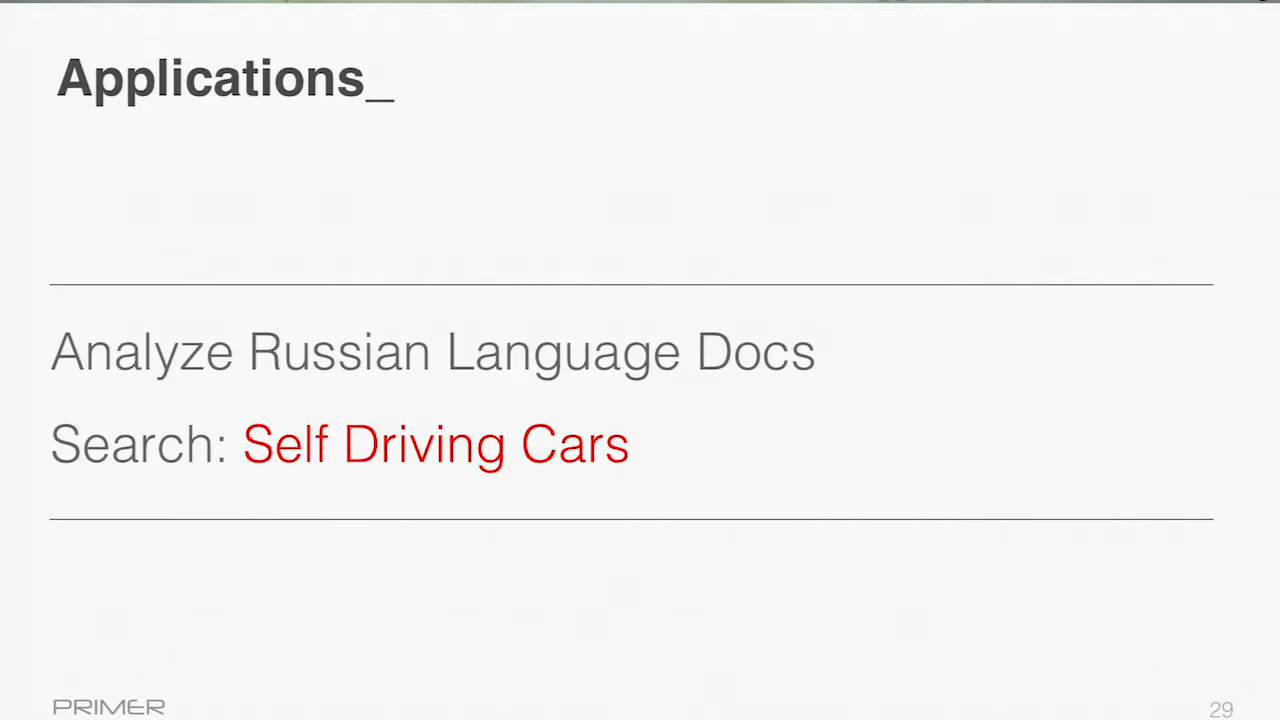 Applications_
Analyze Russian Language Docs
Search: Self Driving Cars
PRIMER
29